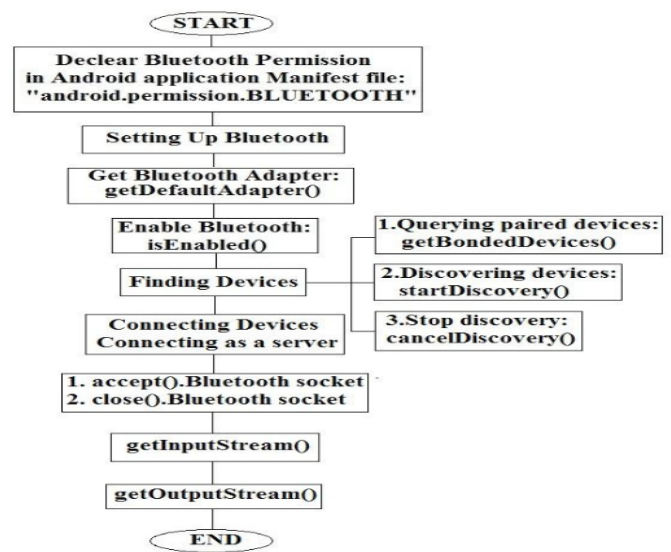 START
Declear Bluetooth Permission
in Android application Manifest file:
"android.permission.BLUETOOTH"
Setting Up Bluetooth
Get Bluetooth Adapter:
getDefaultAdapter()
Enable Bluetooth:
isEnabled()
Finding Devices
1.Querying paired devices:
getBondedDevices()
2.Discovering devices:
startDiscovery()
3.Stop discovery:
cancelDiscovery()
Connecting Devices
Connecting as a server
1. accept().Bluetooth socket
2. close().Bluetooth socket
getInputStream()
getOutputStream()
END